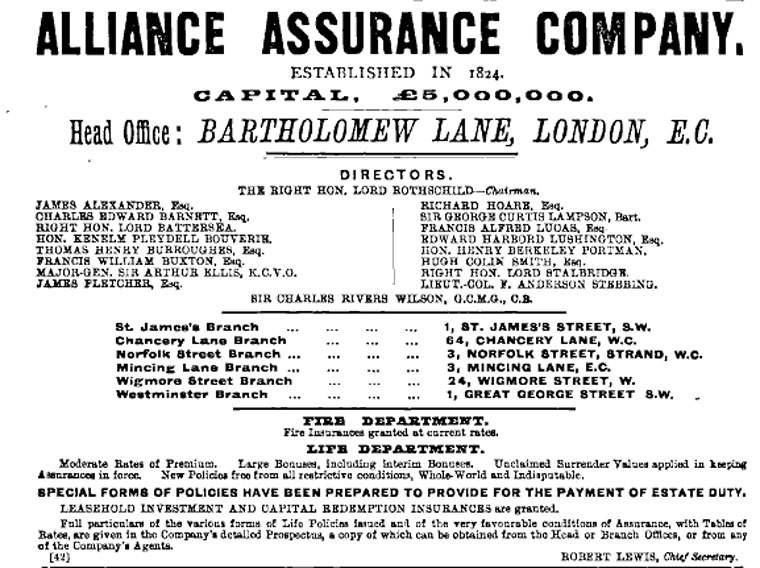 ALLIANCE ASSURANCE COMPANY.
ESTABLISHED IN 1824.
CAPITAL, £5,000,000.
Head Office: BARTHOLOMEW LANE, LONDON, E.C.
DIRECTORS.
THE RIGHT HON. LORD ROTHSCHILD—Chairman.
JAMES ALEXANDER, Esq.
CHARLES EDWARD BARNETT, Esq.
RIGHT HON. LORD BATTERSEA.
HON. KENELM PLEYDELL BOUVERIE.
THOMAS HENRY BURROUGHES, Esq.
FRANCIS WILLIAM BUXTON, Esq.
MAJOR-GEN. SIR ARTHUR ELLIS, K.C.V.O.
JAMES FLETCHER, Esq.
RICHARD HOARE, Esq.
SIR GEORGE CURTIS LAMPSON, Bart.
FRANCIS ALFRED LUCAS, Esq.
EDWARD HARBORD LUSHINGTON, Esq.
HON. HENRY BERKELEY PORTMAN.
HUGH COLIN SMITH, Esq.
RIGHT HON. LORD STALBRIDGE.
LIEUT.-COL. F. ANDERSON STEBBING.
SIR CHARLES RIVERS WILSON, G.C.M.G., C.B.
St. James's Branch ... ... ... ... 1, ST. JAMES'S STREET, S.W.
Chancery Lane Branch ... ... ... 64, CHANCERY LANE, W.C.
Norfolk Street Branch ... ... ... ... 3, NORFOLK STREET, STRAND, W.C.
Mincing Lane Branch ... ... ... ... 3, MINCING LANE, E.C.
Wigmore Street Branch ... ... ... 24, WIGMORE STREET, W.
Westminster Branch ... ... ... ... 1, GREAT GEORGE STREET S.W.
FIRE DEPARTMENT.
Fire Insurances granted at current rates.
LIFE DEPARTMENT.
Moderate Rates of Premium. Large Bonuses, including Interim Bonuses. Unclaimed Surrender Values applied in keeping
Assurances in force. New Policies free from all restrictive conditions, Whole-World and Indisputable.
SPECIAL FORMS OF POLICIES HAVE BEEN PREPARED TO PROVIDE FOR THE PAYMENT OF ESTATE DUTY.
LEASEHOLD INVESTMENT AND CAPITAL REDEMPTION INSURANCES are granted.
Full particulars of the various forms of Life Policies issued and of the very favourable conditions of Assurance, with Tables of
Rates, are given in the Company's detailed Prospectus, a copy of which can be obtained from the Head or Branch Offices, or from any
of the Company's Agents.
[42] ROBERT LEWIS, Chief Secretary.